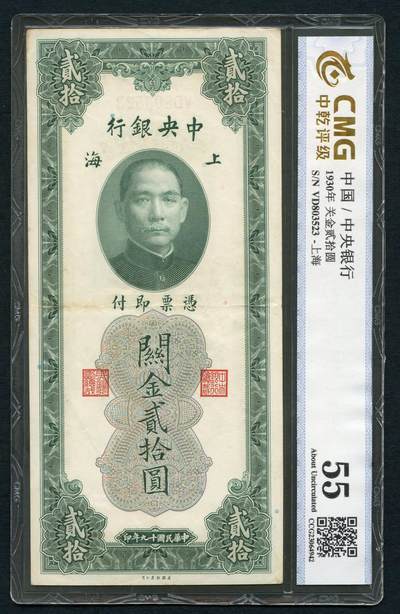 貳拾
貳拾
中央銀行
上海
憑票即付
關金貳拾圓
中華民國十九年印
貳拾
貳拾
CMG
中乾评级
中国 / 中央银行
1930年 关金贰拾圆
S/N VD803523 - 上海
55
About Uncirculated
CCG23064942